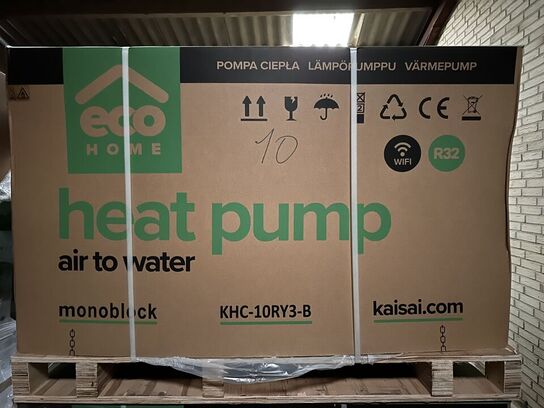 POMPA CIEPŁA LÄMPÖPUMPPU VÄRMEPUMP
eco
HOME
10
WIFI
R32
heat pump
air to water
monoblock KHC-10RY3-B kaisai.com